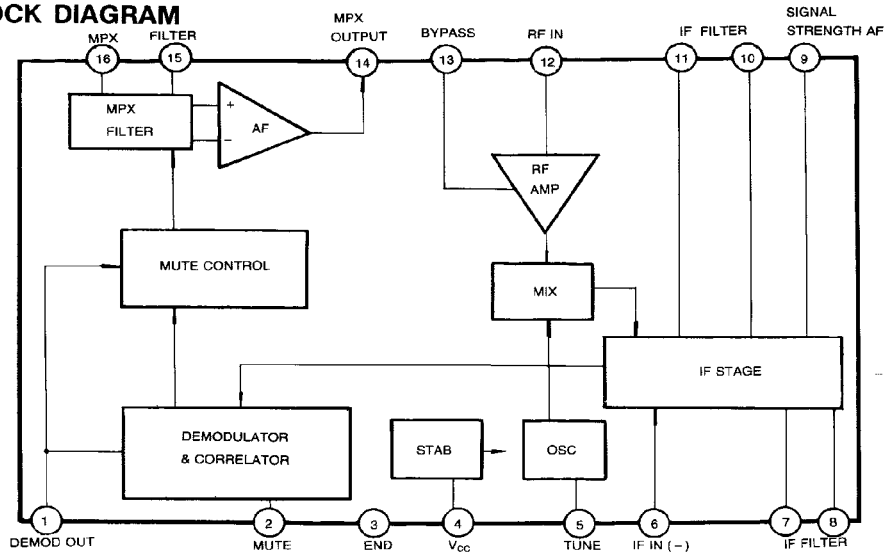 OCK DIAGRAM
MPX
FILTER
MPX
OUTPUT
BYPASS
RF IN
IF FILTER
SIGNAL
STRENGTH AF
16
15
14
13
12
11
10
9
MPX
FILTER
+
−
AF
RF
AMP
MUTE CONTROL
MIX
IF STAGE
DEMODULATOR
& CORRELATOR
STAB
OSC
1
2
3
4
5
6
7
8
DEMOD OUT
MUTE
END
Vcc
TUNE
IF IN (−)
IF FILTER